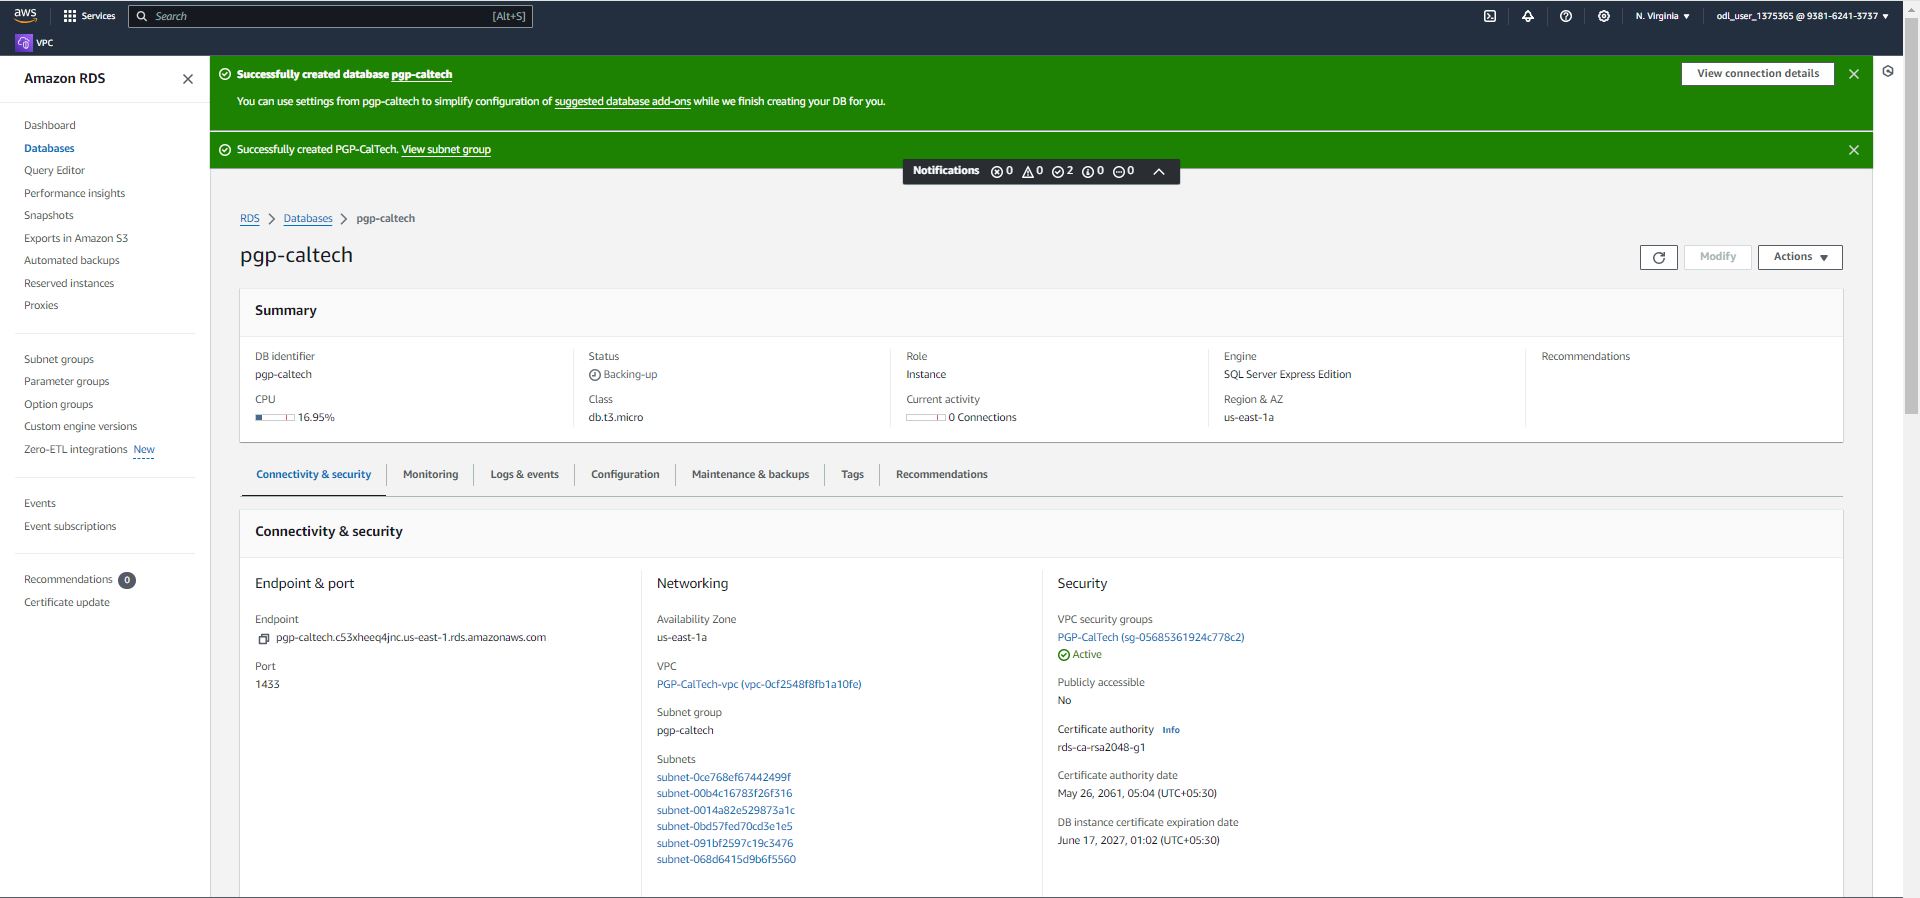 aws
Services
Search
[Alt+S]
N. Virginia
odl_user_1375365 @ 9381-6241-3737
VPC
Amazon RDS
Dashboard
Databases
Query Editor
Performance insights
Snapshots
Exports in Amazon S3
Automated backups
Reserved instances
Proxies
Subnet groups
Parameter groups
Option groups
Custom engine versions
Zero-ETL integrations New
Events
Event subscriptions
Recommendations 0
Certificate update
Successfully created database pgp-caltech
View connection details
You can use settings from pgp-caltech to simplify configuration of suggested database add-ons while we finish creating your DB for you.
Successfully created PGP-CalTech. View subnet group
Notifications 0 0 2 0 0
RDS > Databases > pgp-caltech
pgp-caltech
Modify
Actions
Summary
DB identifier
pgp-caltech
CPU
16.95%
Status
Backing-up
Class
db.t3.micro
Role
Instance
Current activity
0 Connections
Engine
SQL Server Express Edition
Region & AZ
us-east-1a
Recommendations
Connectivity & security
Monitoring
Logs & events
Configuration
Maintenance & backups
Tags
Recommendations
Connectivity & security
Endpoint & port
Endpoint
pgp-caltech.c53xheeq4jnc.us-east-1.rds.amazonaws.com
Port
1433
Networking
Availability Zone
us-east-1a
VPC
PGP-CalTech-vpc (vpc-0cf2548f8fb1a10fe)
Subnet group
pgp-caltech
Subnets
subnet-0ce768ef67442499f
subnet-00b4c16783f26f316
subnet-0014a82e529873a1c
subnet-0bd57fed70cd3e1e5
subnet-091bf2597c19c3476
subnet-068d6415d9b6f5560
Security
VPC security groups
PGP-CalTech (sg-05685361924c778c2)
Active
Publicly accessible
No
Certificate authority Info
rds-ca-rsa2048-g1
Certificate authority date
May 26, 2061, 05:04 (UTC+05:30)
DB instance certificate expiration date
June 17, 2027, 01:02 (UTC+05:30)